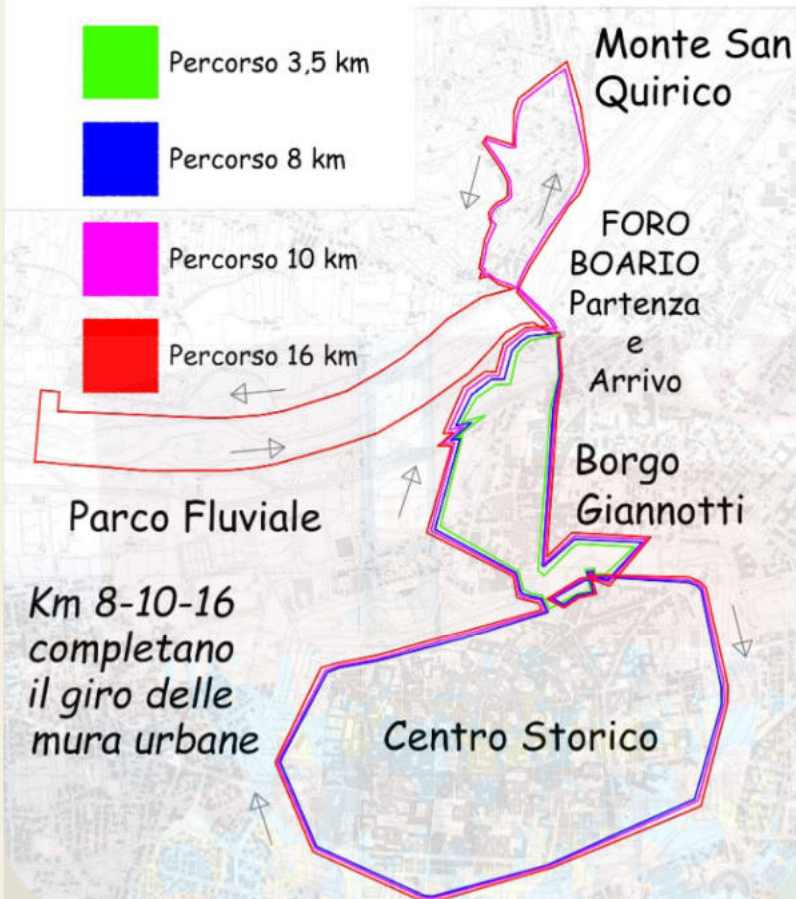 Percorso 3,5 km
Percorso 8 km
Percorso 10 km
Percorso 16 km
Monte San
Quirico
FORO
BOARIO
Partenza
e
Arrivo
Borgo
Giannotti
Parco Fluviale
Km 8-10-16
completano
il giro delle
mura urbane
Centro Storico